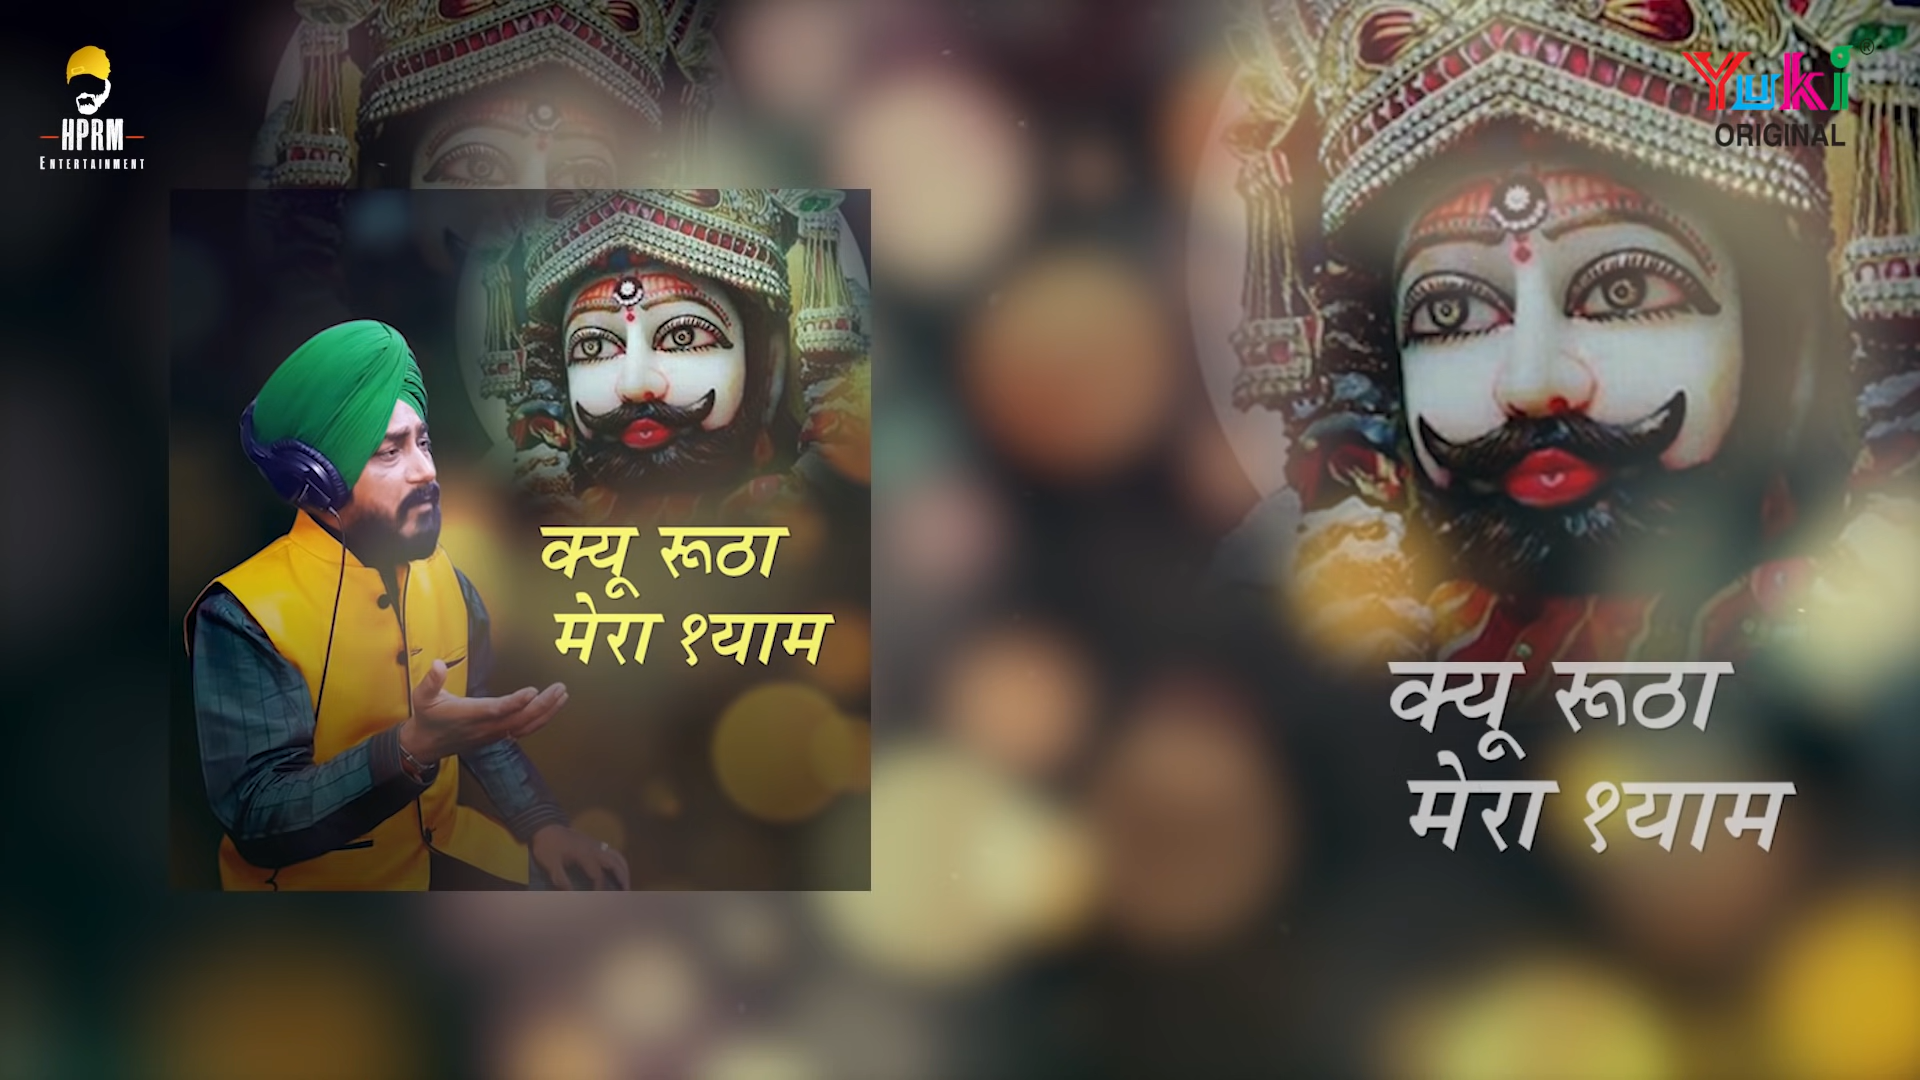 HPRM
ENTERTAINMENT
Yuki®
ORIGINAL
क्यू रूठा
मेरा श्याम
क्यू रूठा
मेरा श्याम